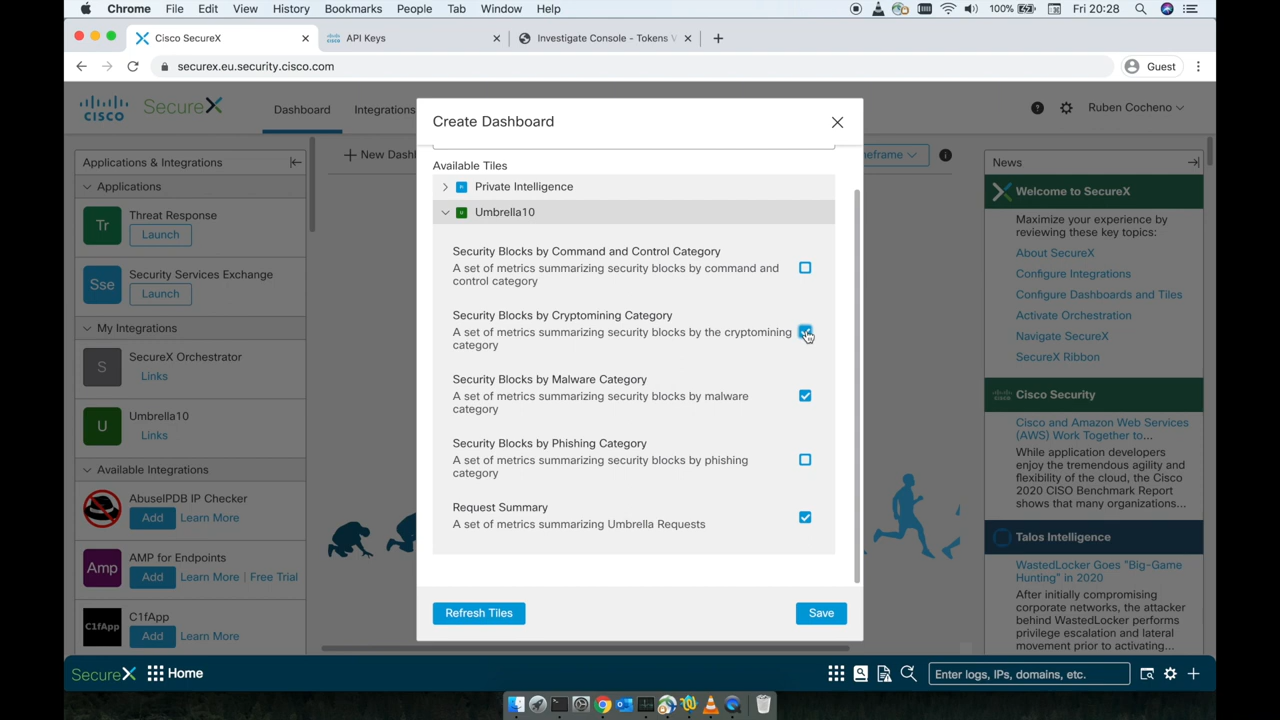 Chrome File Edit View History Bookmarks People Tab Window Help 100% Fri 20:28
Cisco SecureX API Keys Investigate Console - Tokens
securex.eu.security.cisco.com Guest
CISCO SecureX Dashboard Integrations Ruben Cocheno
Applications & Integrations
Applications
Threat Response
Tr
Launch
Security Services Exchange
Sse
Launch
My Integrations
SecureX Orchestrator
S
Links
Umbrella10
U
Links
Available Integrations
AbuseIPDB IP Checker
Add Learn More
AMP for Endpoints
Amp
Add Learn More | Free Trial
C1fApp
C1fApp
Add Learn More
New Dash
Create Dashboard
Available Tiles
Private Intelligence
U Umbrella10
Security Blocks by Command and Control Category
A set of metrics summarizing security blocks by command and
control category
Security Blocks by Cryptomining Category
A set of metrics summarizing security blocks by the cryptomining
category
Security Blocks by Malware Category
A set of metrics summarizing security blocks by malware
category
Security Blocks by Phishing Category
A set of metrics summarizing security blocks by phishing
category
Request Summary
A set of metrics summarizing Umbrella Requests
Refresh Tiles Save
eframe
News
Welcome to SecureX
Maximize your experience by
reviewing these key topics:
About SecureX
Configure Integrations
Configure Dashboards and Tiles
Activate Orchestration
Navigate SecureX
SecureX Ribbon
Cisco Security
Cisco and Amazon Web Services
(AWS) Work Together to...
While application developers
enjoy the tremendous agility and
flexibility of the cloud, the Cisco
2020 CISO Benchmark Report
shows that many organizations...
Talos Intelligence
WastedLocker Goes "Big-Game
Hunting" in 2020
After initially compromising
corporate networks, the attacker
behind WastedLocker performs
privilege escalation and lateral
movement prior to activating...
SecureX Home Enter logs, IPs, domains, etc.